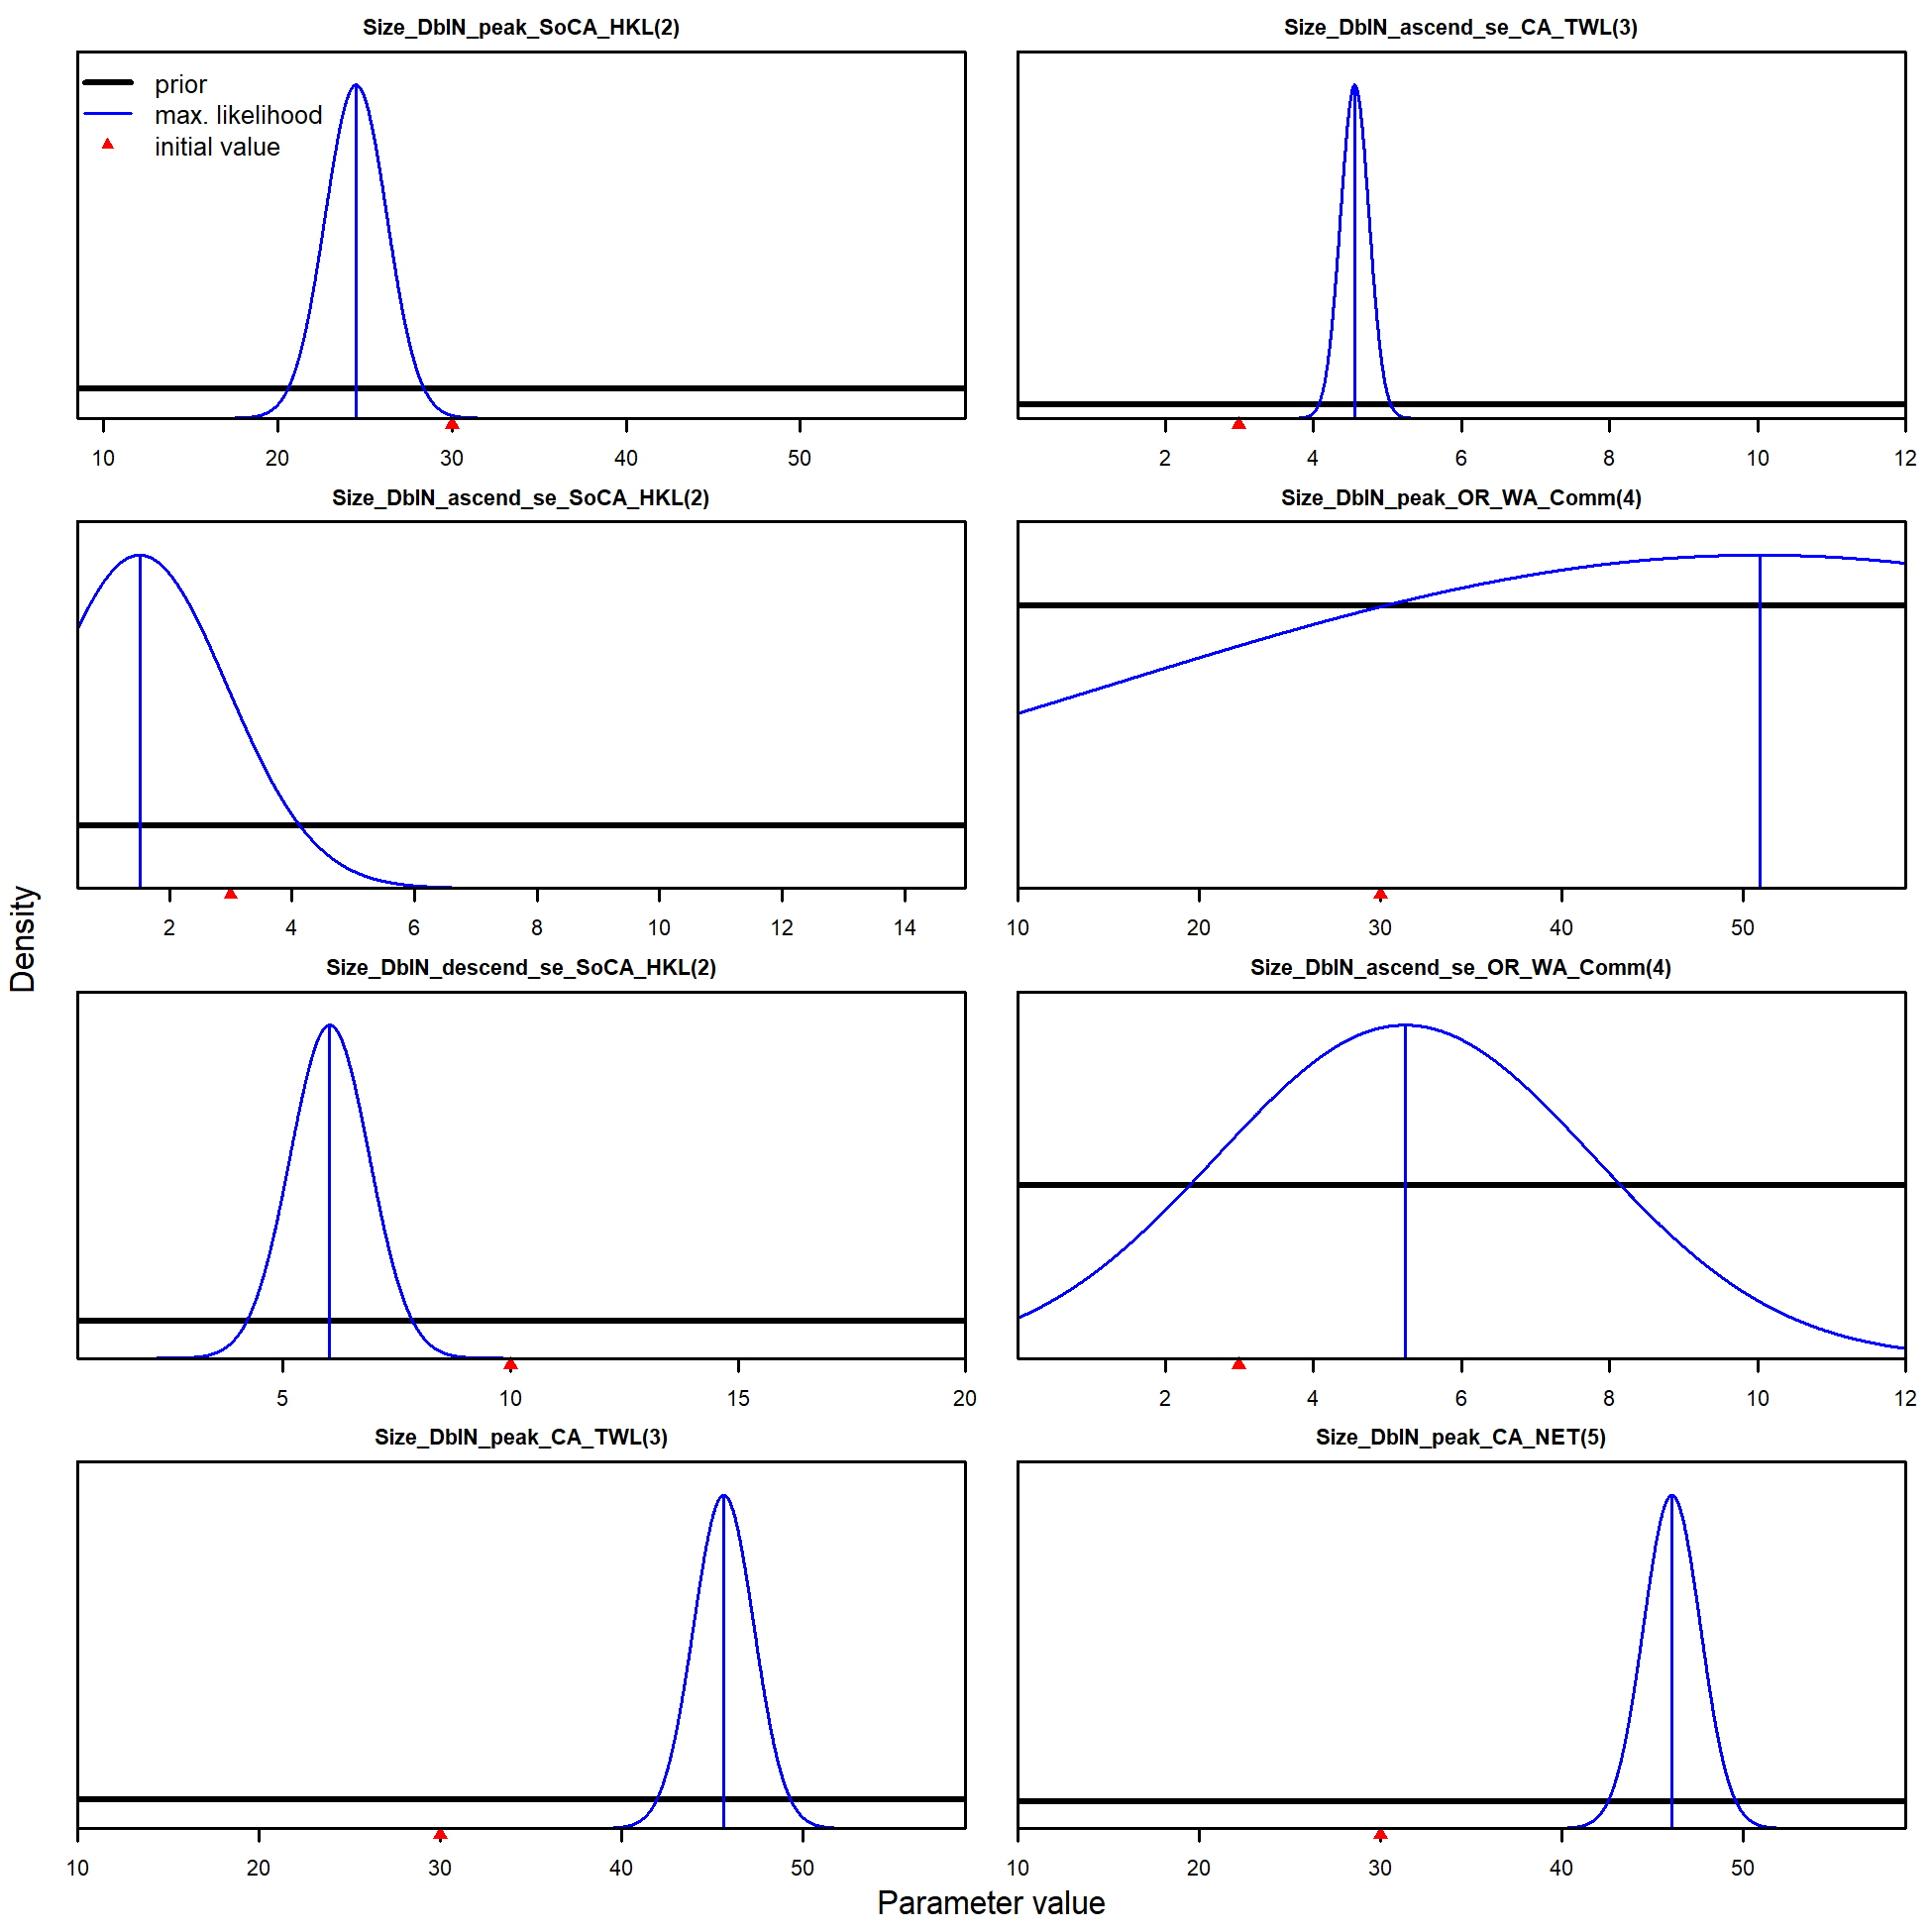 Size_DblN_peak_SoCA_HKL(2)
prior
max. likelihood
initial value
10 20 30 40 50
Size_DblN_ascend_se_CA_TWL(3)
2 4 6 8 10 12
Size_DblN_ascend_se_SoCA_HKL(2)
2 4 6 8 10 12 14
Size_DblN_peak_OR_WA_Comm(4)
10 20 30 40 50
Size_DblN_descend_se_SoCA_HKL(2)
5 10 15 20
Size_DblN_ascend_se_OR_WA_Comm(4)
2 4 6 8 10 12
Size_DblN_peak_CA_TWL(3)
10 20 30 40 50
Size_DblN_peak_CA_NET(5)
10 20 30 40 50
Density
Parameter value